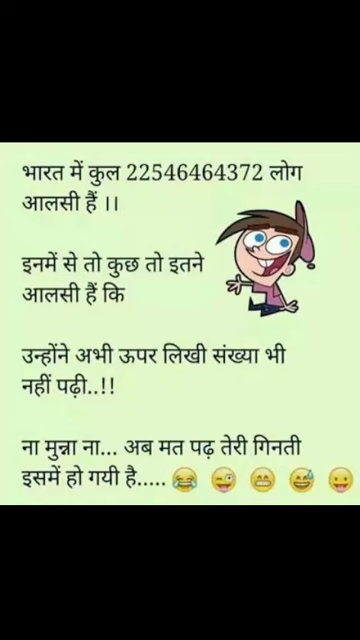 भारत में कुल 22546464372 लोग
आलसी हैं ।।
इनमें से तो कुछ तो इतने
आलसी हैं कि
उन्होंने अभी ऊपर लिखी संख्या भी
नहीं पढ़ी..!!
ना मुन्ना ना... अब मत पढ़ तेरी गिनती
इसमें हो गयी है..... 😂 😜 😁 😅 😛